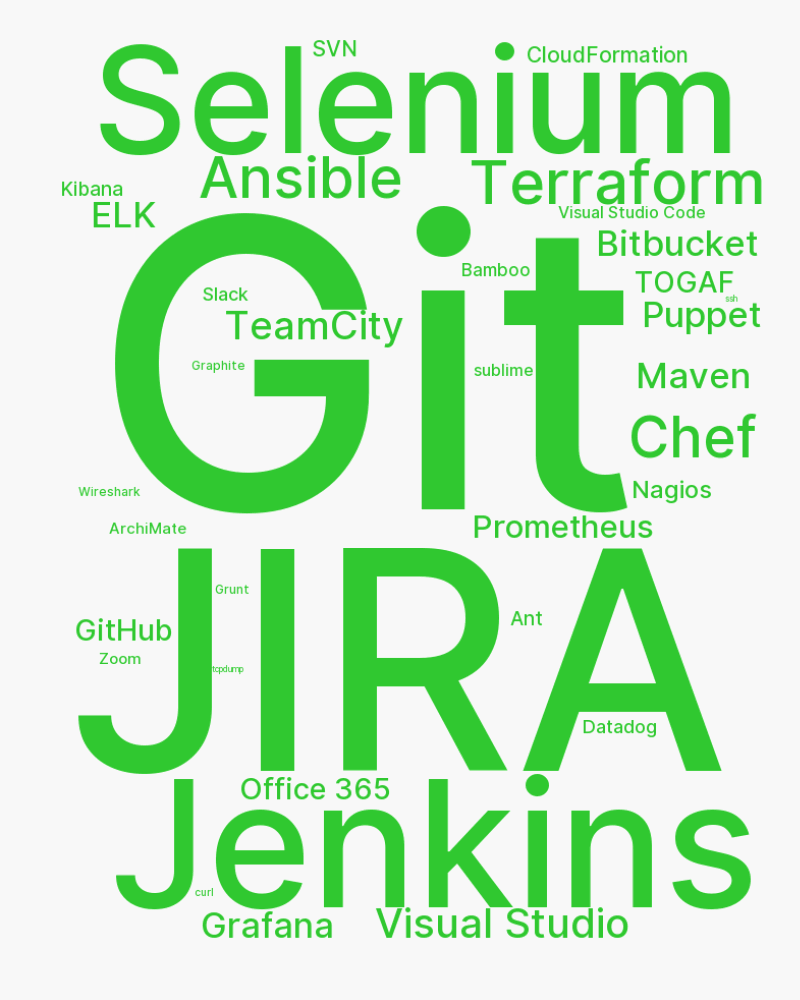 SVN
CloudFormation
Selenium
Ansible
Terraform
Kibana
ELK
Visual Studio Code
Bitbucket
Git
Bamboo
TOGAF
Slack
ssh
TeamCity
Puppet
Graphite
sublime
Maven
Chef
Wireshark
Nagios
ArchiMate
Prometheus
JIRA
Grunt
GitHub
Ant
Zoom
tcpdump
Datadog
Office 365
Jenkins
curl
Grafana
Visual Studio